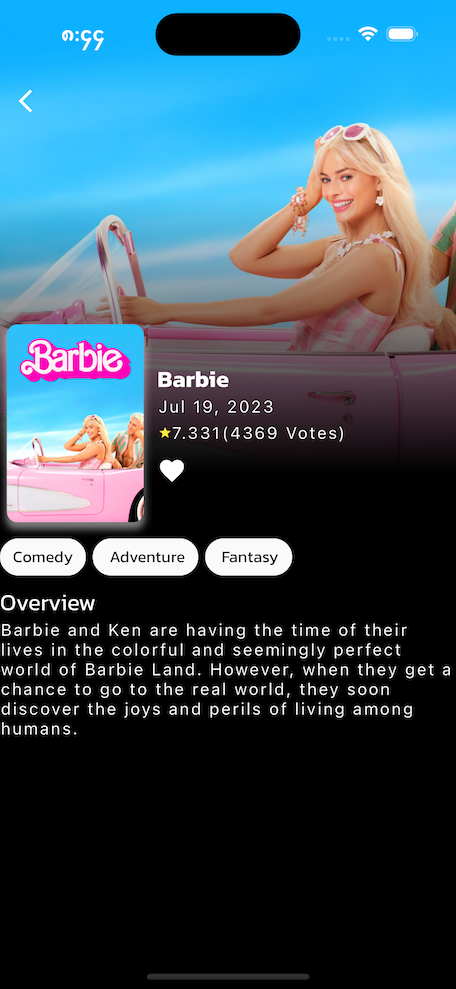 ၈:၄၄
Barbie
Barbie
Jul 19, 2023
⭐7.331(4369 Votes)
Comedy
Adventure
Fantasy
Overview
Barbie and Ken are having the time of their
lives in the colorful and seemingly perfect
world of Barbie Land. However, when they get a
chance to go to the real world, they soon
discover the joys and perils of living among
humans.